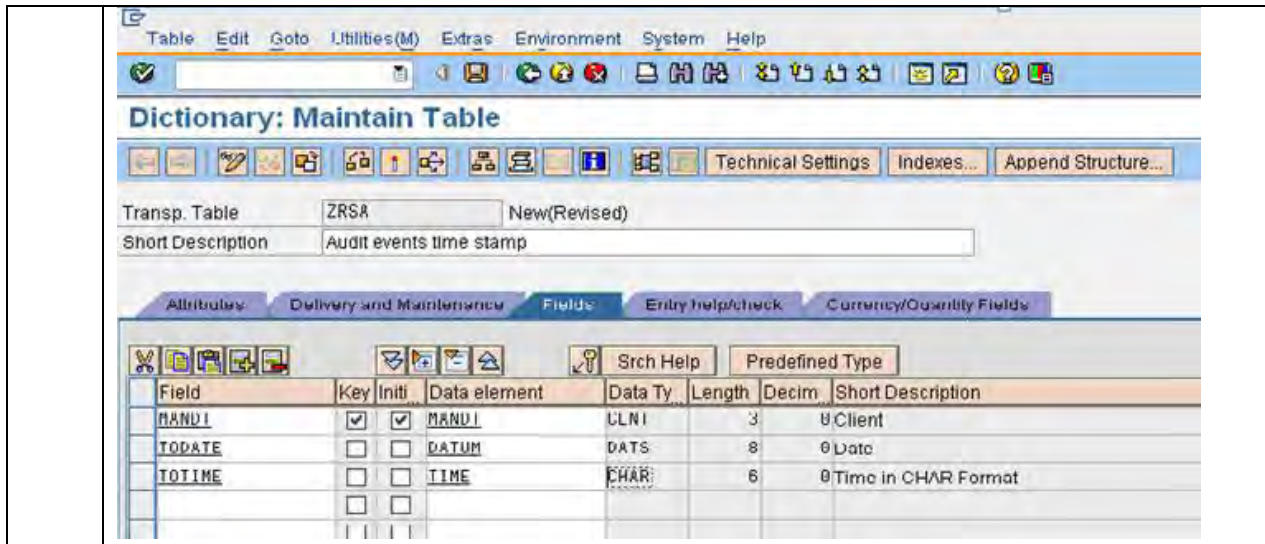 Table Edit Goto Utilities(M) Extras Environment System Help
Dictionary: Maintain Table
Technical Settings Indexes... Append Structure...
Transp. Table ZRSA New(Revised)
Short Description Audit events time stamp
Attributes Delivery and Maintenance Fields Entry help/check Currency/Quantity Fields
Srch Help Predefined Type
Field Key Initi... Data element Data Ty... Length Decim... Short Description
MANDT MANDT CLNT 3 0 Client
TODATE DATUM DATS 8 0 Date
TOTIME TIME CHAR 6 0 Time in CHAR Format